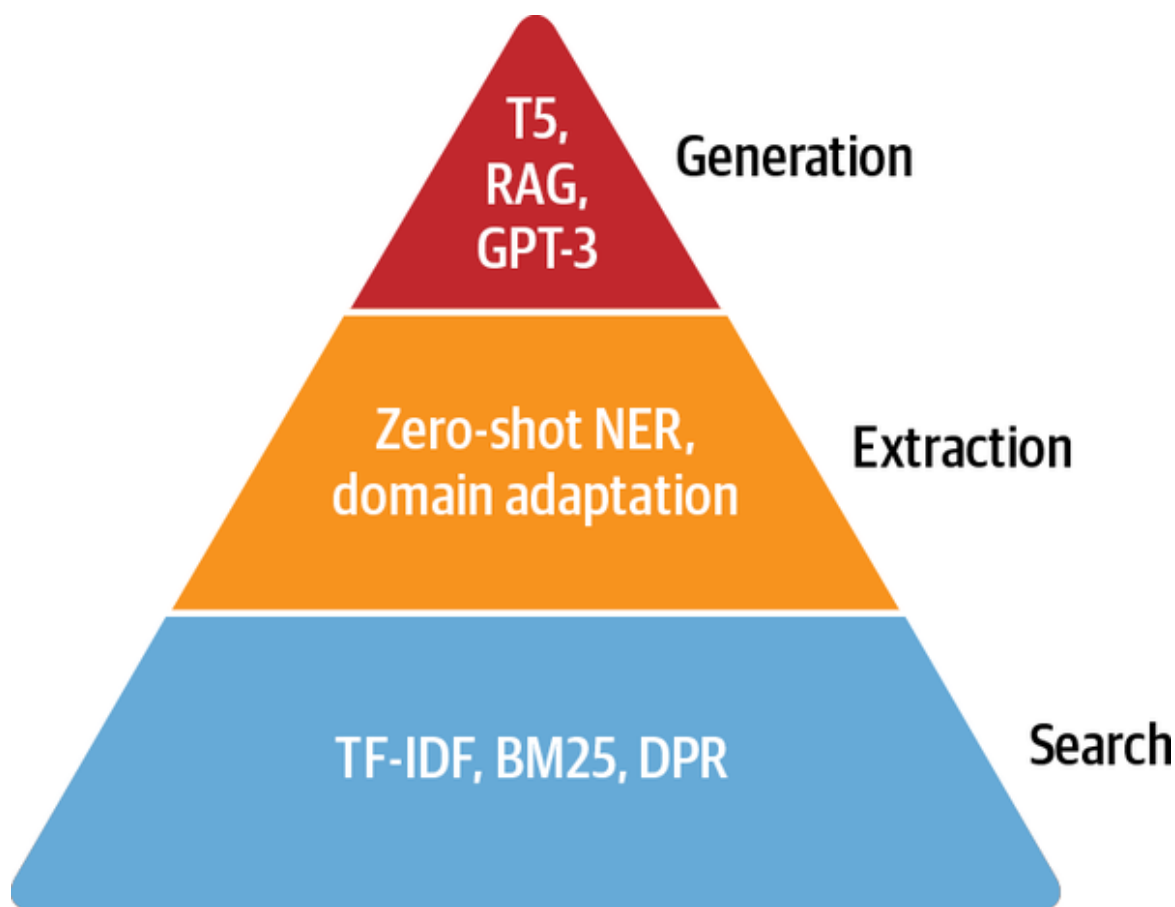 T5,
RAG,
GPT-3
Generation
Zero-shot NER,
domain adaptation
Extraction
TF-IDF, BM25, DPR
Search